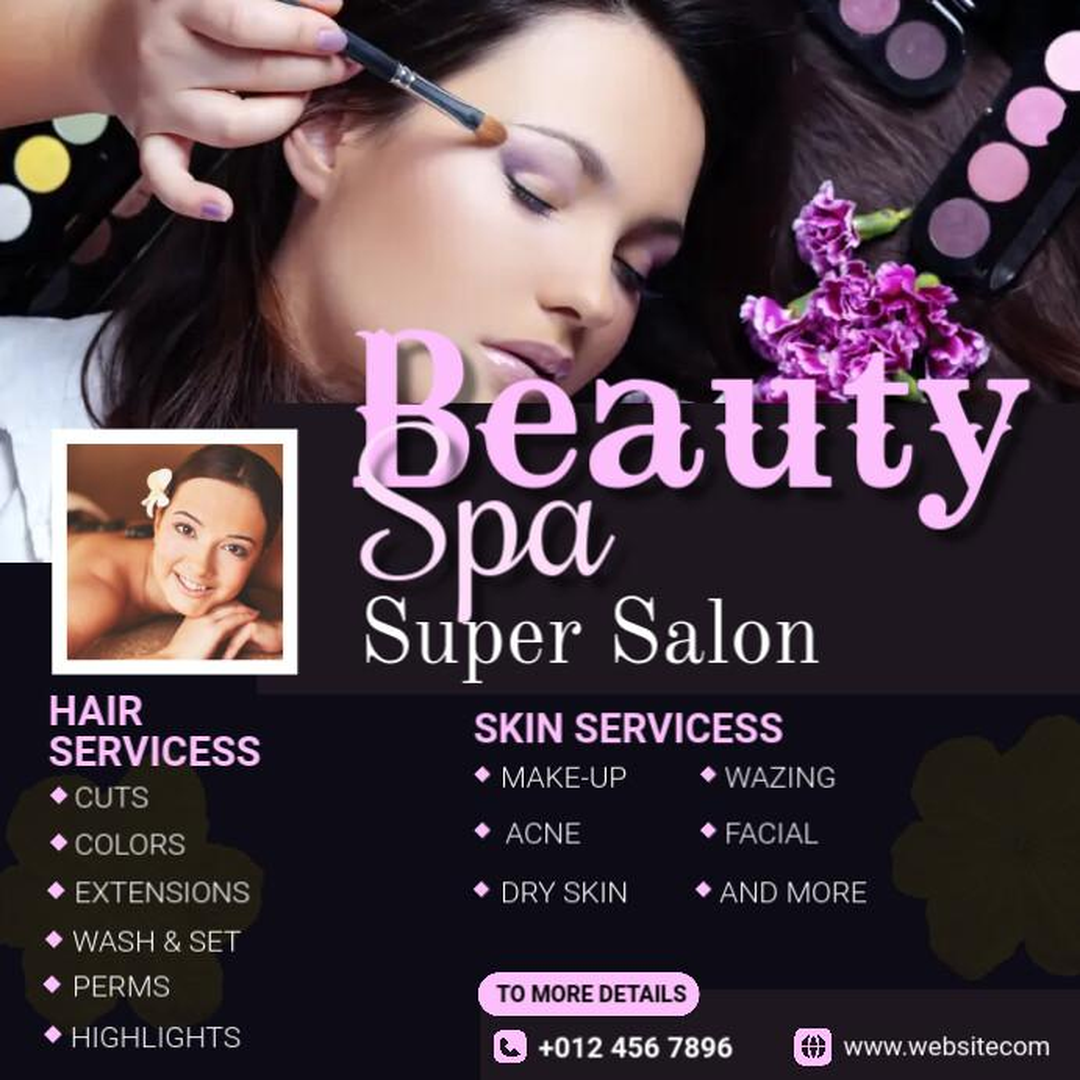 Beauty
Spa
Super Salon
HAIR
SERVICESS
CUTS
COLORS
EXTENSIONS
WASH & SET
PERMS
HIGHLIGHTS
SKIN SERVICESS
MAKE-UP
WAZING
ACNE
FACIAL
DRY SKIN
AND MORE
TO MORE DETAILS
+012 456 7896
www.websitecom